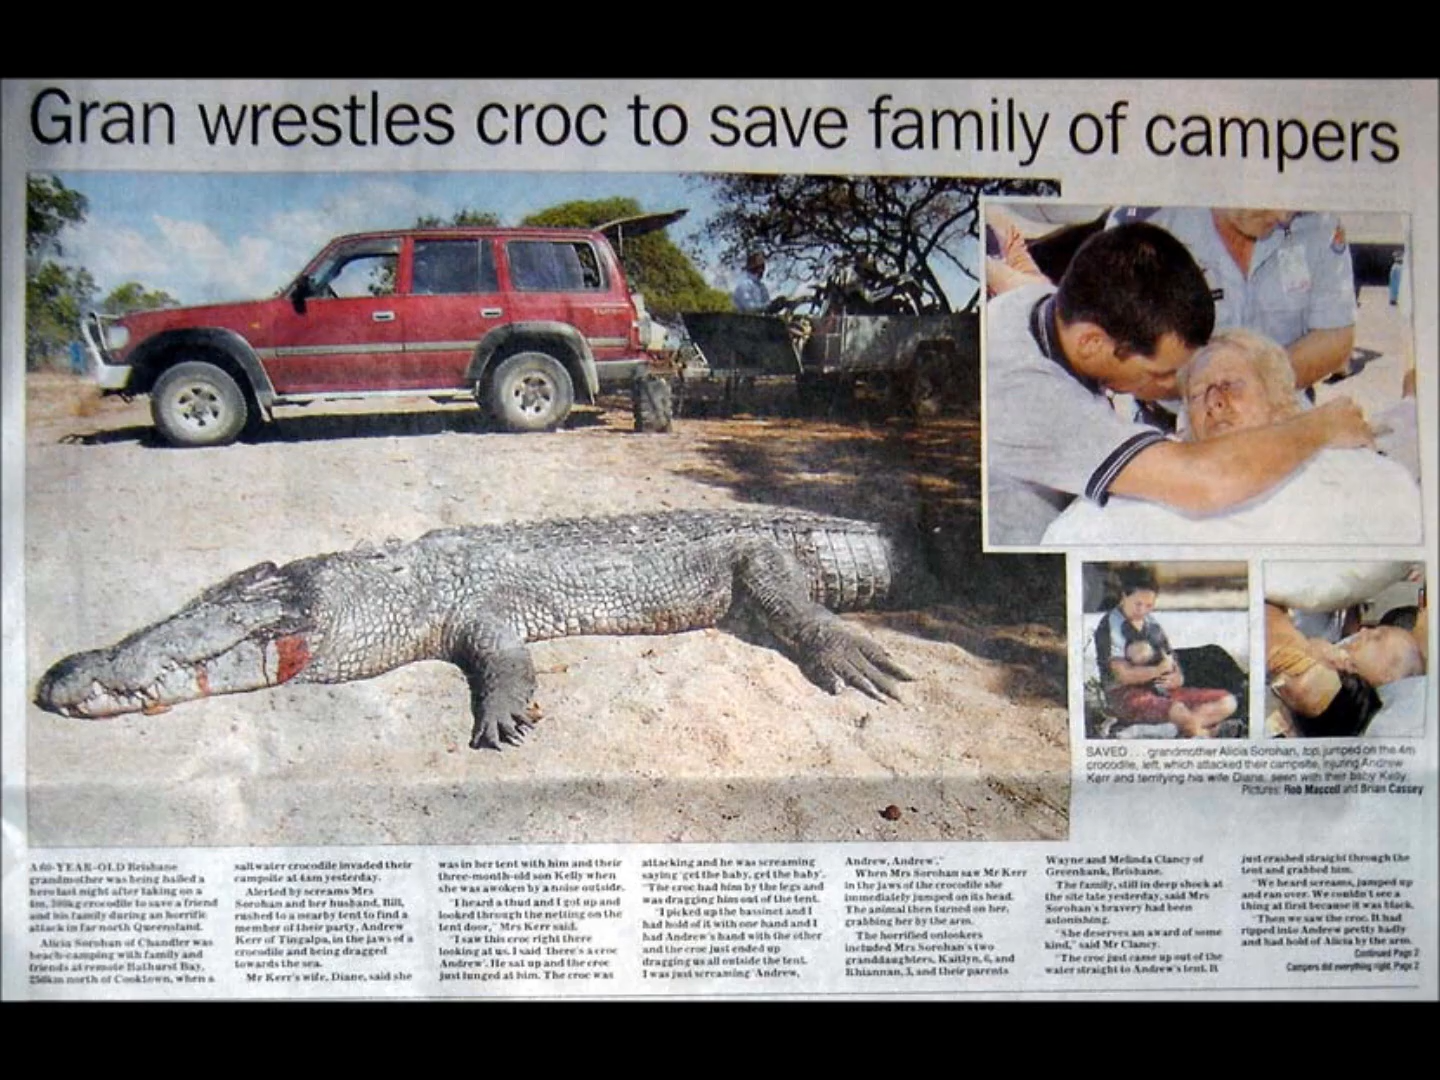 Gran wrestles croc to save family of campers
SAVED . . . grandmother Alicia Sorohan, top, jumped on the 4m
crocodile, left, which attacked their campsite, injuring Andrew
Kerr and terrifying his wife Diane, seen with their baby Kelly.
Pictures: Rob Maccoll and Brian Cassey
A 60-YEAR-OLD Brisbane
grandmother was being hailed a
hero last night after taking on a
4m, 300kg crocodile to save a friend
and his family during an horrific
attack in far north Queensland.
Alicia Sorohan of Chandler was
beach-camping with family and
friends at remote Bathurst Bay,
250km north of Cooktown, when a
saltwater crocodile invaded their
campsite at 4am yesterday.
Alerted by screams Mrs
Sorohan and her husband, Bill,
rushed to a nearby tent to find a
member of their party, Andrew
Kerr of Tingalpa, in the jaws of a
crocodile and being dragged
towards the sea.
Mr Kerr's wife, Diane, said she
was in her tent with him and their
three-month-old son Kelly when
she was awoken by a noise outside.
"I heard a thud and I got up and
looked through the netting on the
tent door," Mrs Kerr said.
"I saw this croc right there
looking at us. I said 'there's a croc
Andrew'. He sat up and the croc
just lunged at him. The croc was
attacking and he was screaming
saying 'get the baby, get the baby'.
"The croc had him by the legs and
was dragging him out of the tent.
"I picked up the bassinet and I
had hold of it with one hand and I
had Andrew's hand with the other
and the croc just ended up
dragging us all outside the tent.
I was just screaming 'Andrew,
Andrew, Andrew'."
When Mrs Sorohan saw Mr Kerr
in the jaws of the crocodile she
immediately jumped on its head.
The animal then turned on her,
grabbing her by the arm.
The horrified onlookers
included Mrs Sorohan's two
granddaughters, Kaitlyn, 6, and
Rhiannan, 3, and their parents
Wayne and Melinda Clancy of
Greenbank, Brisbane.
The family, still in deep shock at
the site late yesterday, said Mrs
Sorohan's bravery had been
astonishing.
"She deserves an award of some
kind," said Mr Clancy.
"The croc just came up out of the
water straight to Andrew's tent. It
just crashed straight through the
tent and grabbed him.
"We heard screams, jumped up
and ran over. We couldn't see a
thing at first because it was black.
"Then we saw the croc. It had
ripped into Andrew pretty badly
and had hold of Alicia by the arm.
Continued Page 2
Campers did everything right, Page 2